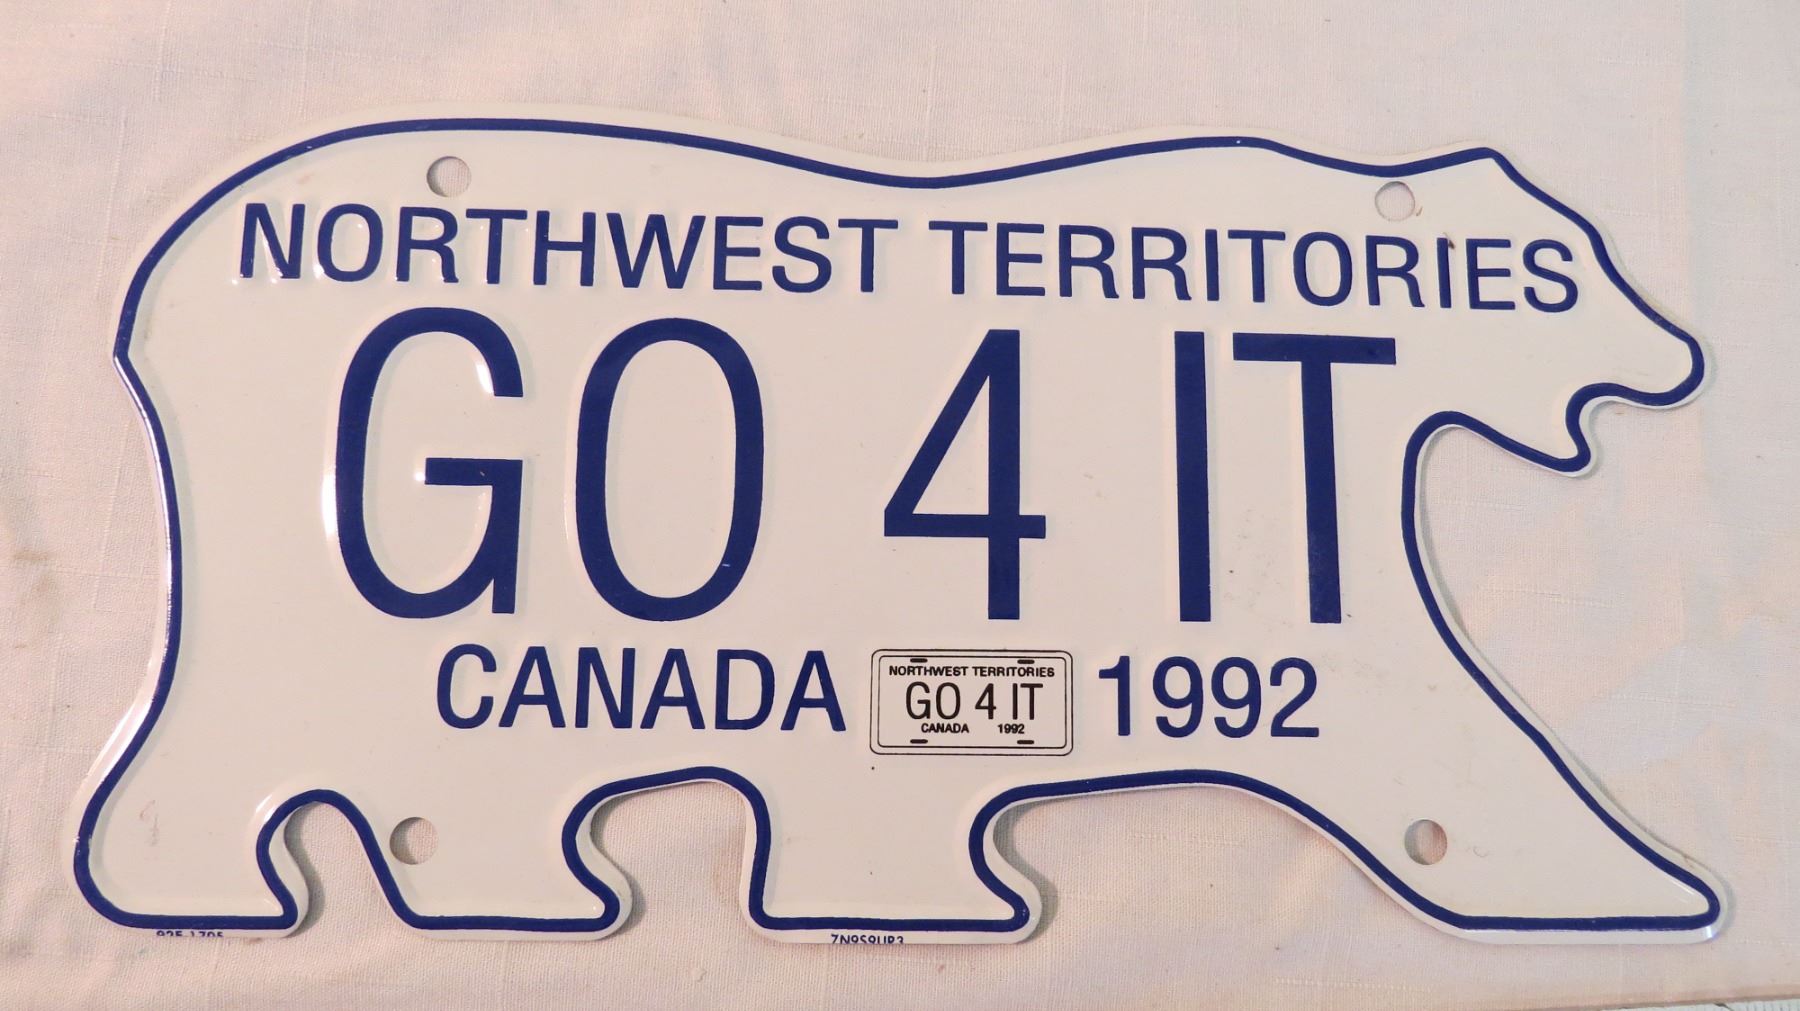 NORTHWEST TERRITORIES
GO 4 IT
CANADA 1992
NORTHWEST TERRITORIES
GO 4 IT
CANADA 1992